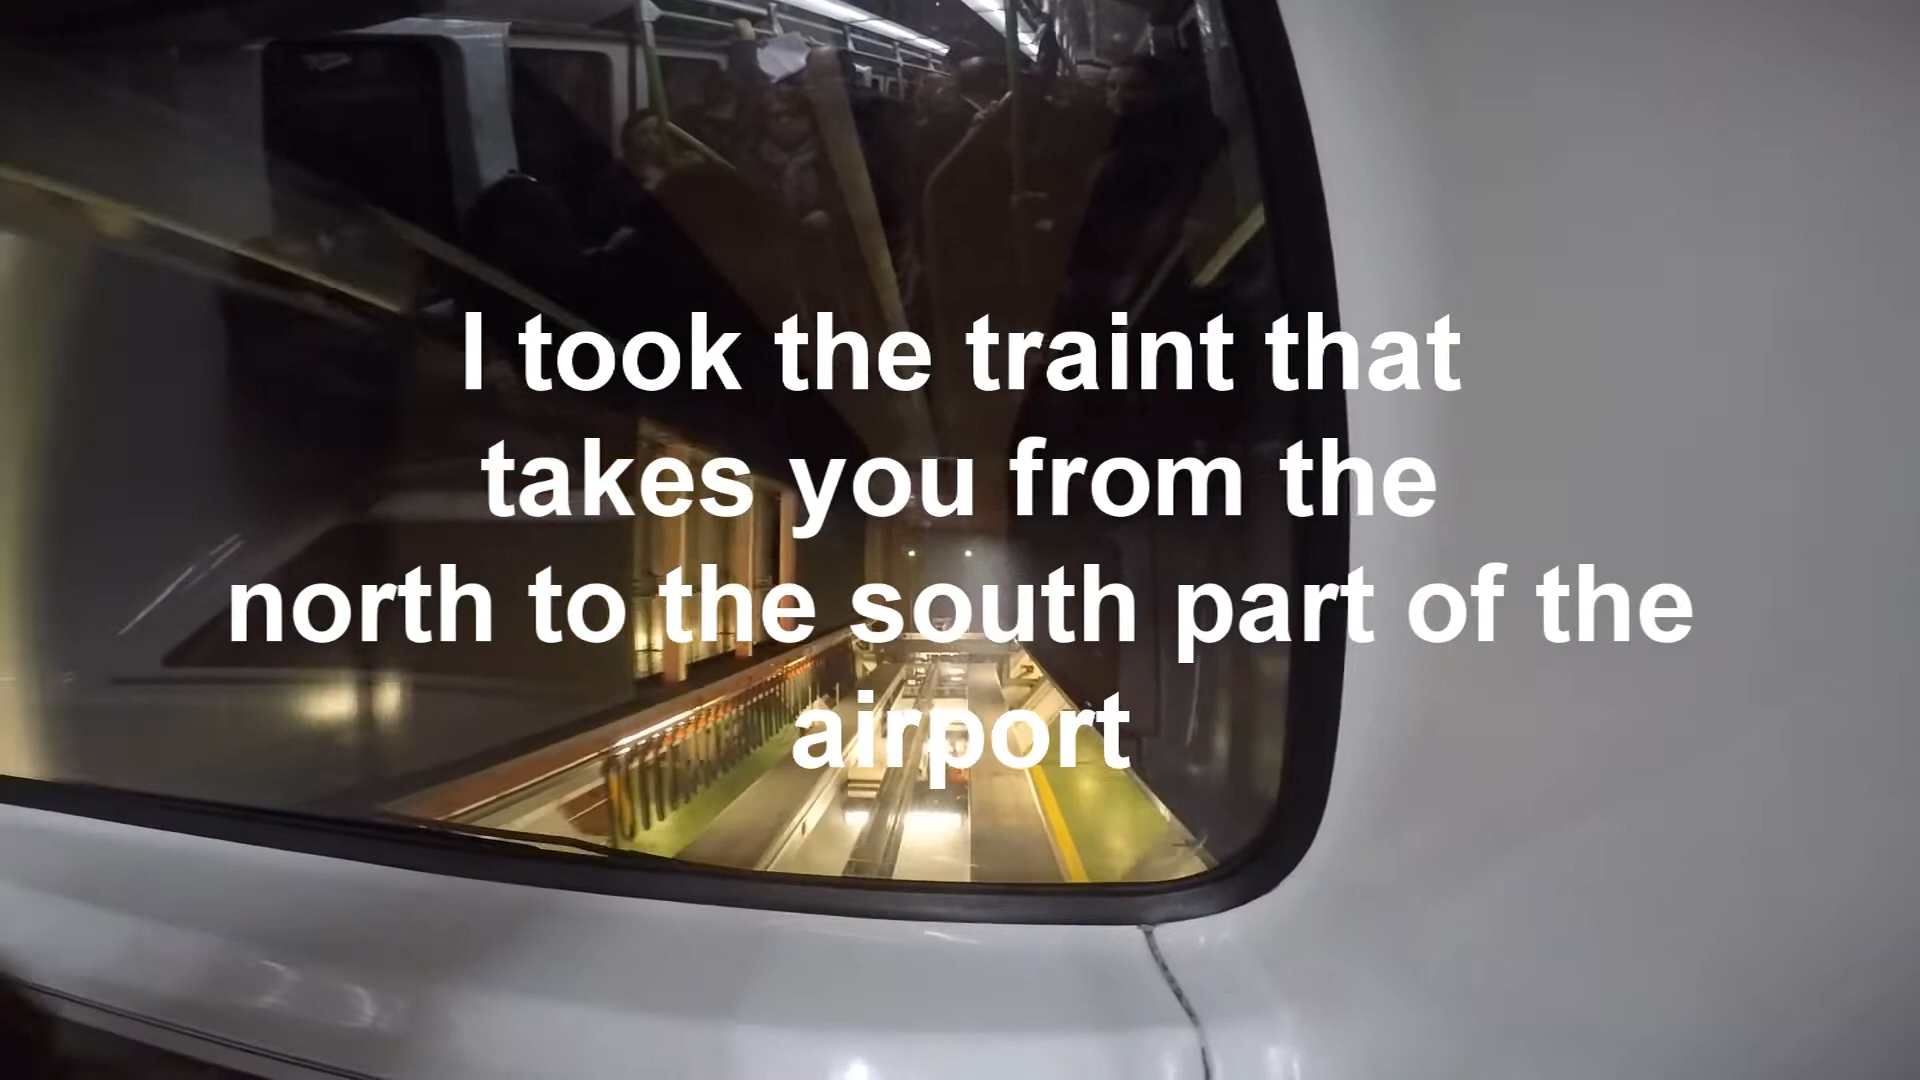 I took the traint that
takes you from the
north to the south part of the
airport